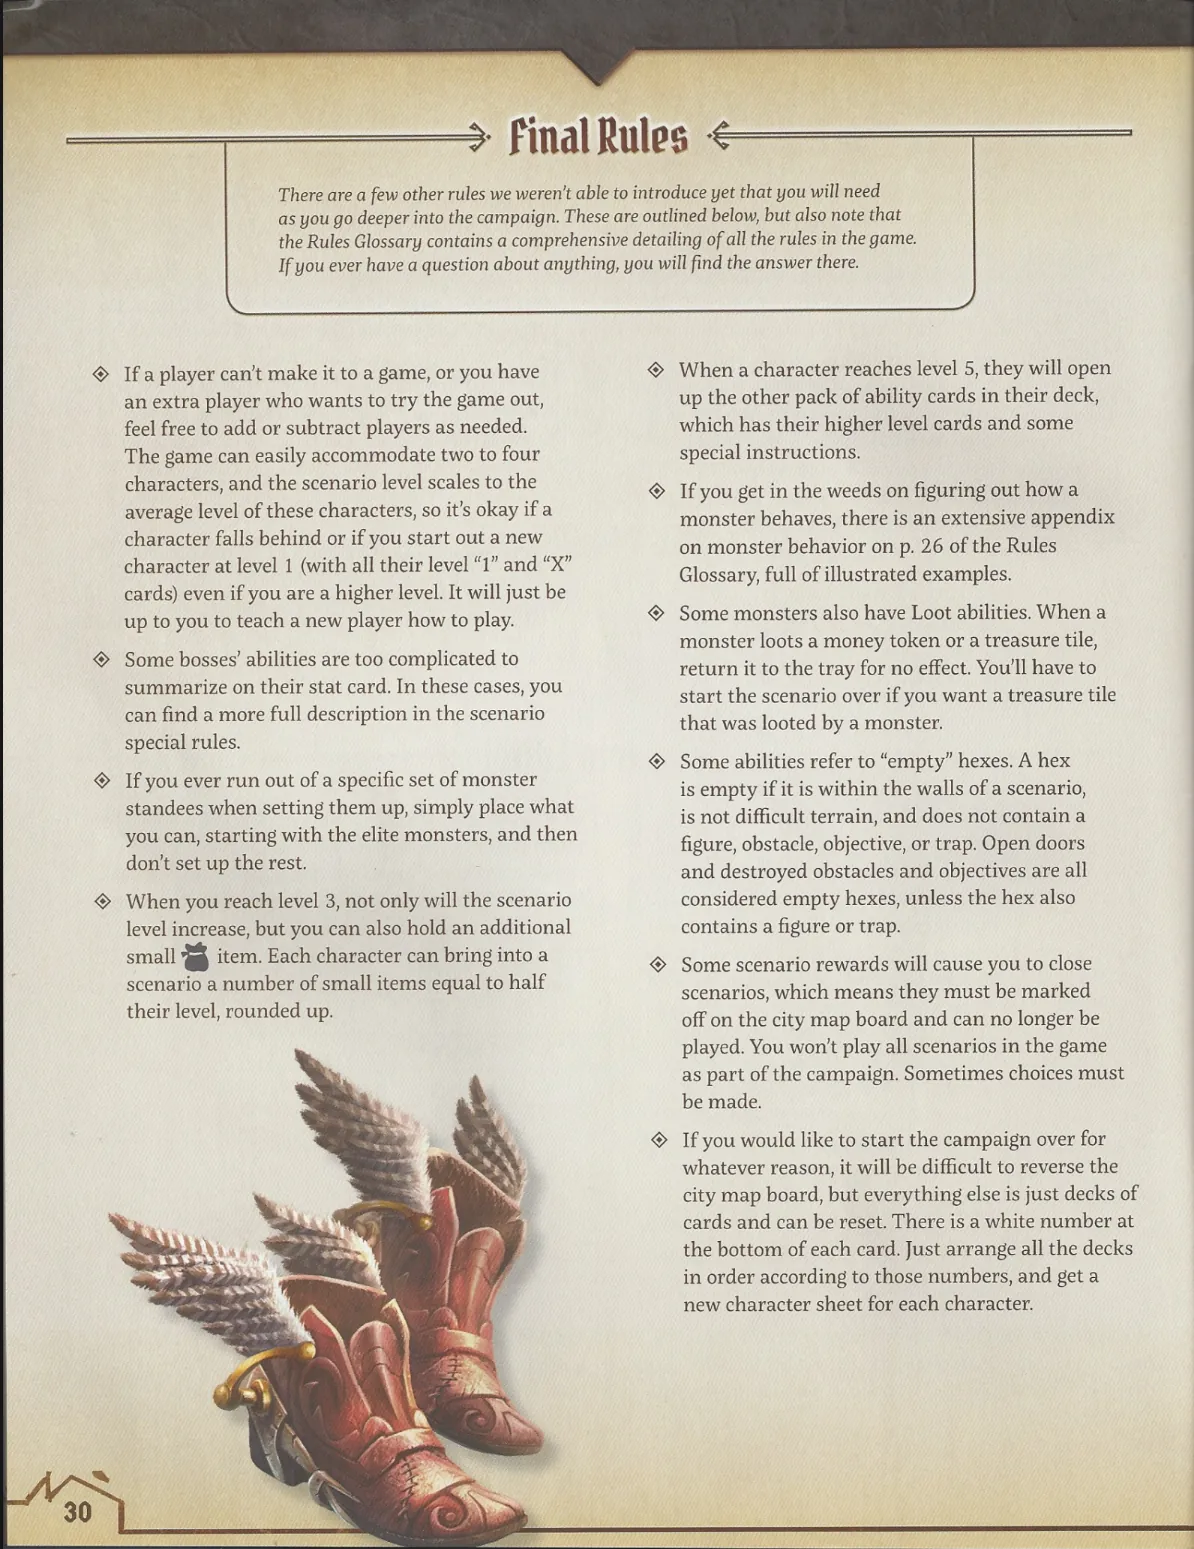 Final Rules
There are a few other rules we weren't able to introduce yet that you will need
as you go deeper into the campaign. These are outlined below, but also note that
the Rules Glossary contains a comprehensive detailing of all the rules in the game.
If you ever have a question about anything, you will find the answer there.
If a player can't make it to a game, or you have
an extra player who wants to try the game out,
feel free to add or subtract players as needed.
The game can easily accommodate two to four
characters, and the scenario level scales to the
average level of these characters, so it's okay if a
character falls behind or if you start out a new
character at level 1 (with all their level “1” and “X”
cards) even if you are a higher level. It will just be
up to you to teach a new player how to play.
Some bosses' abilities are too complicated to
summarize on their stat card. In these cases, you
can find a more full description in the scenario
special rules.
If you ever run out of a specific set of monster
standees when setting them up, simply place what
you can, starting with the elite monsters, and then
don't set up the rest.
When you reach level 3, not only will the scenario
level increase, but you can also hold an additional
small item. Each character can bring into a
scenario a number of small items equal to half
their level, rounded up.
When a character reaches level 5, they will open
up the other pack of ability cards in their deck,
which has their higher level cards and some
special instructions.
If you get in the weeds on figuring out how a
monster behaves, there is an extensive appendix
on monster behavior on p. 26 of the Rules
Glossary, full of illustrated examples.
Some monsters also have Loot abilities. When a
monster loots a money token or a treasure tile,
return it to the tray for no effect. You'll have to
start the scenario over if you want a treasure tile
that was looted by a monster.
Some abilities refer to “empty” hexes. A hex
is empty if it is within the walls of a scenario,
is not difficult terrain, and does not contain a
figure, obstacle, objective, or trap. Open doors
and destroyed obstacles and objectives are all
considered empty hexes, unless the hex also
contains a figure or trap.
Some scenario rewards will cause you to close
scenarios, which means they must be marked
off on the city map board and can no longer be
played. You won't play all scenarios in the game
as part of the campaign. Sometimes choices must
be made.
If you would like to start the campaign over for
whatever reason, it will be difficult to reverse the
city map board, but everything else is just decks of
cards and can be reset. There is a white number at
the bottom of each card. Just arrange all the decks
in order according to those numbers, and get a
new character sheet for each character.
30